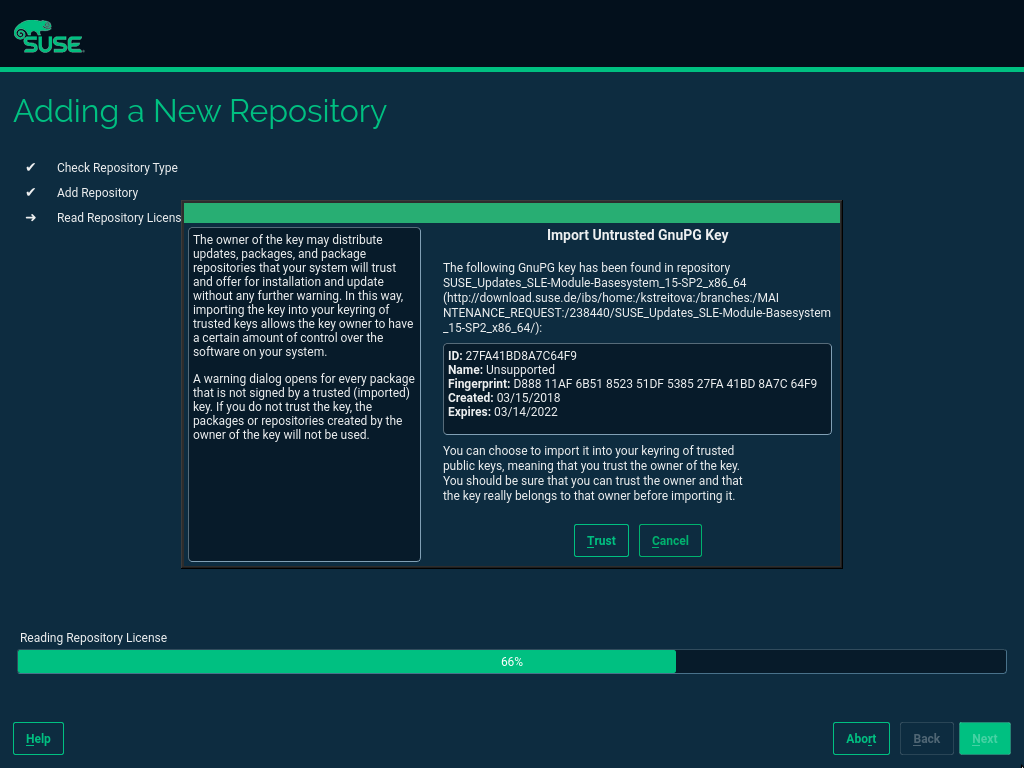 SUSE
Adding a New Repository
✔ Check Repository Type
✔ Add Repository
➜ Read Repository Licens
The owner of the key may distribute
updates, packages, and package
repositories that your system will trust
and offer for installation and update
without any further warning. In this way,
importing the key into your keyring of
trusted keys allows the key owner to have
a certain amount of control over the
software on your system.
A warning dialog opens for every package
that is not signed by a trusted (imported)
key. If you do not trust the key, the
packages or repositories created by the
owner of the key will not be used.
Import Untrusted GnuPG Key
The following GnuPG key has been found in repository
SUSE_Updates_SLE-Module-Basesystem_15-SP2_x86_64
(http://download.suse.de/ibs/home:/kstreitova:/branches:/MAI
NTENANCE_REQUEST:/238440/SUSE_Updates_SLE-Module-Basesystem
_15-SP2_x86_64/):
ID: 27FA41BD8A7C64F9
Name: Unsupported
Fingerprint: D888 11AF 6B51 8523 51DF 5385 27FA 41BD 8A7C 64F9
Created: 03/15/2018
Expires: 03/14/2022
You can choose to import it into your keyring of trusted
public keys, meaning that you trust the owner of the key.
You should be sure that you can trust the owner and that
the key really belongs to that owner before importing it.
Trust Cancel
Reading Repository License
66%
Help Abort Back Next